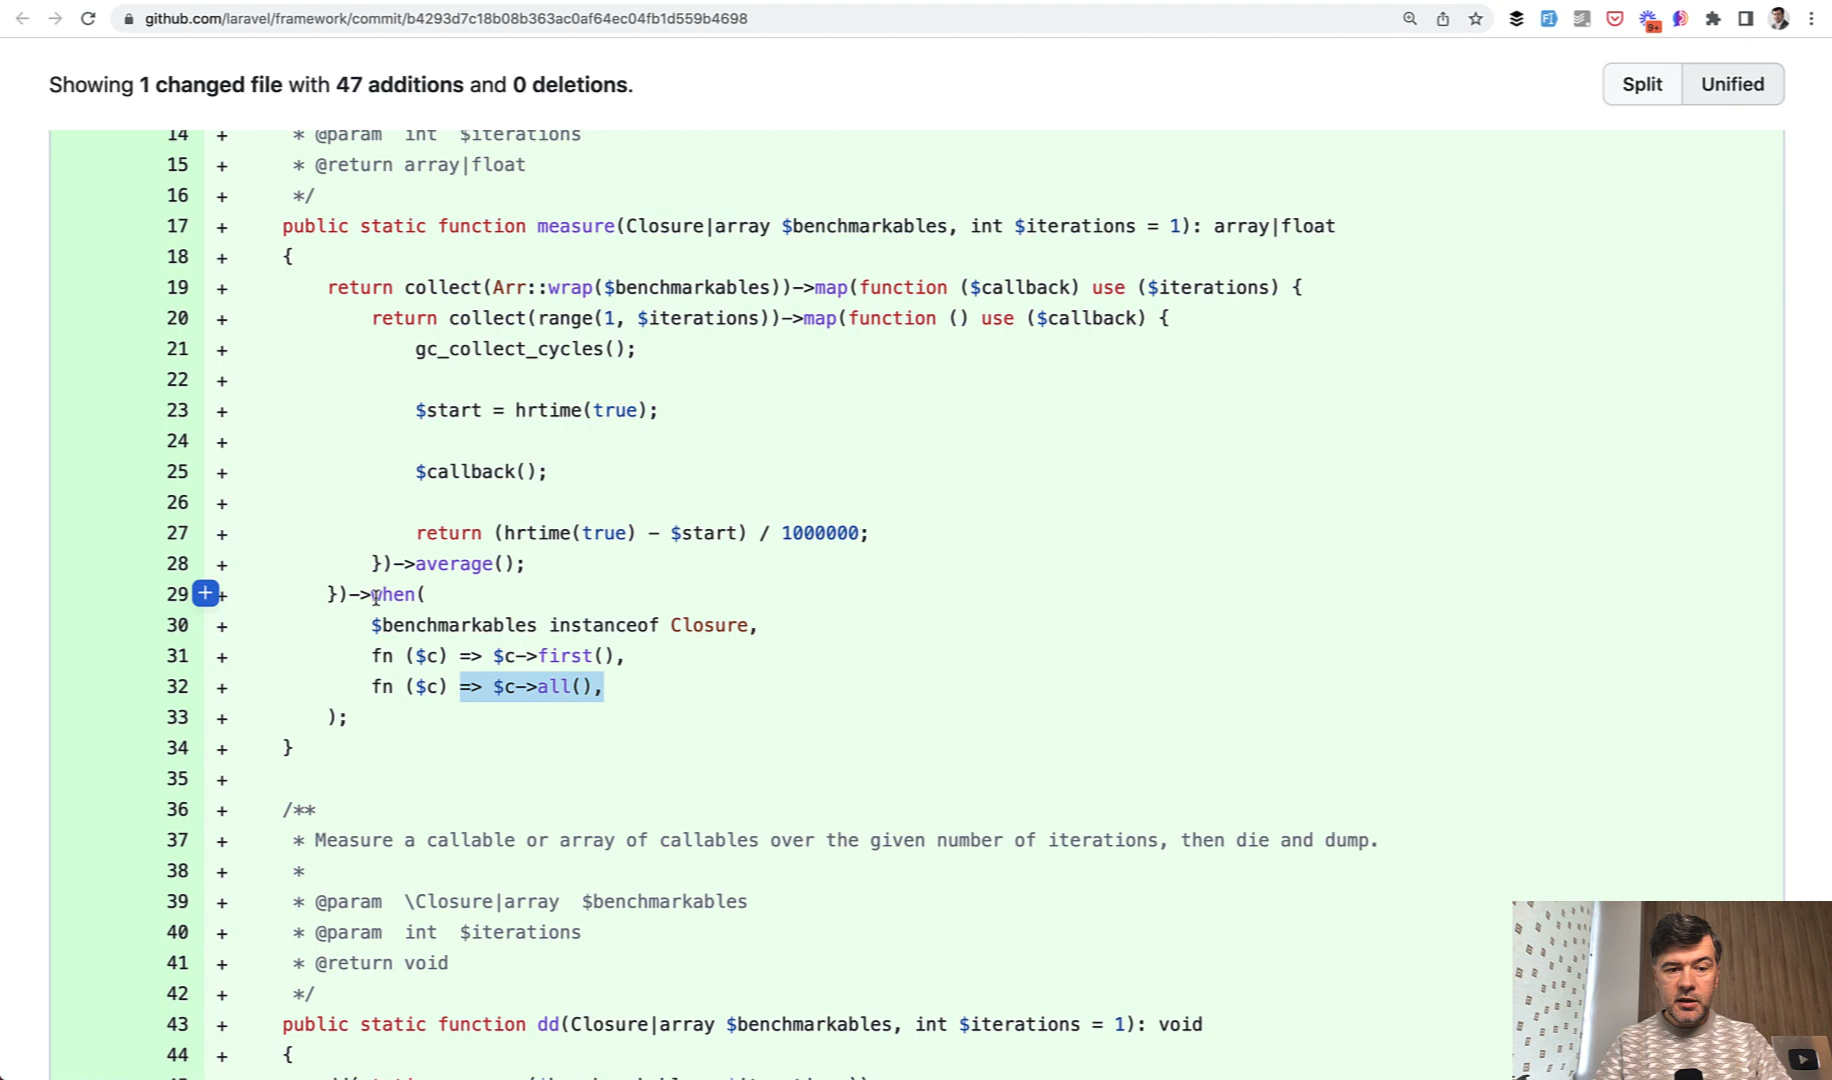 github.com/laravel/framework/commit/b4293d7c18b08b363ac0af64ec04fb1d559b4698
9+
Showing 1 changed file with 47 additions and 0 deletions.
Split Unified
14 + * @param  int  $iterations
15 + * @return array|float
16 + */
17 + public static function measure(Closure|array $benchmarkables, int $iterations = 1): array|float
18 + {
19 + return collect(Arr::wrap($benchmarkables))->map(function ($callback) use ($iterations) {
20 + return collect(range(1, $iterations))->map(function () use ($callback) {
21 + gc_collect_cycles();
22 +
23 + $start = hrtime(true);
24 +
25 + $callback();
26 +
27 + return (hrtime(true) - $start) / 1000000;
28 + })->average();
29 + })->when(
30 + $benchmarkables instanceof Closure,
31 + fn ($c) => $c->first(),
32 + fn ($c) => $c->all(),
33 + );
34 + }
35 +
36 + /**
37 + * Measure a callable or array of callables over the given number of iterations, then die and dump.
38 + *
39 + * @param  \Closure|array  $benchmarkables
40 + * @param  int  $iterations
41 + * @return void
42 + */
43 + public static function dd(Closure|array $benchmarkables, int $iterations = 1): void
44 + {